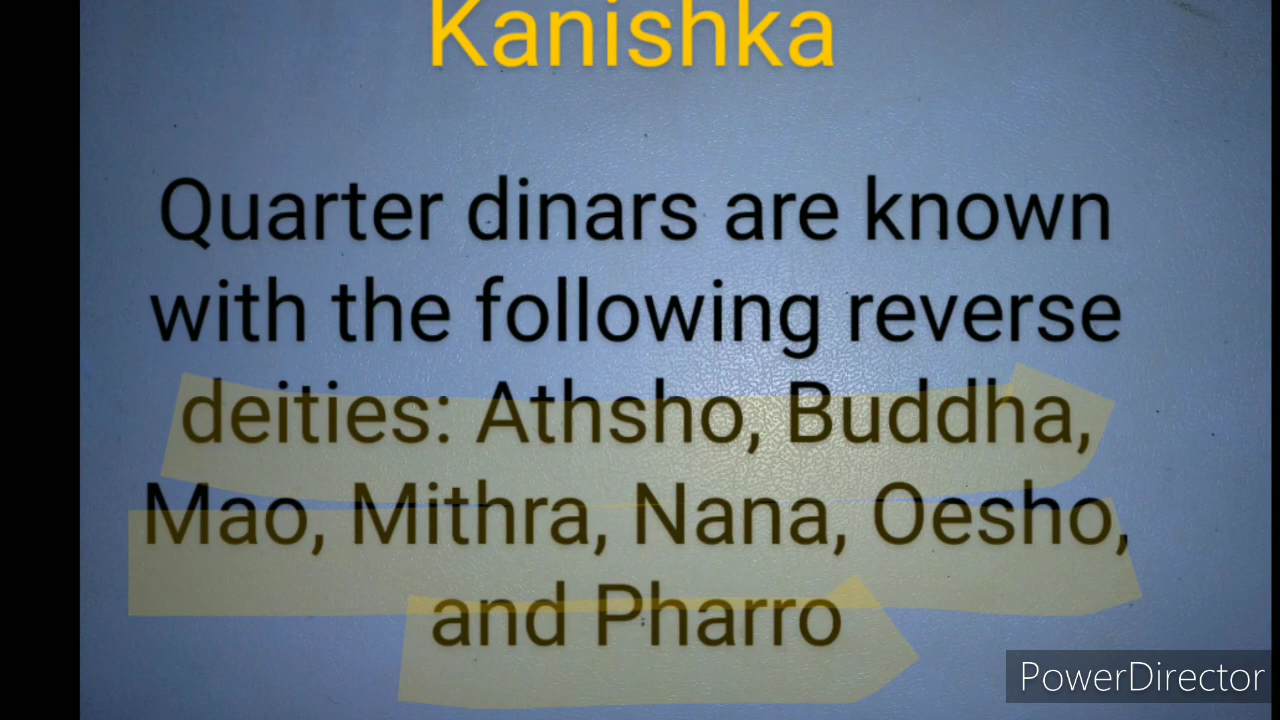 Kanishka
Quarter dinars are known
with the following reverse
deities: Athsho, Buddha,
Mao, Mithra, Nana, Oesho,
and Pharro
PowerDirector